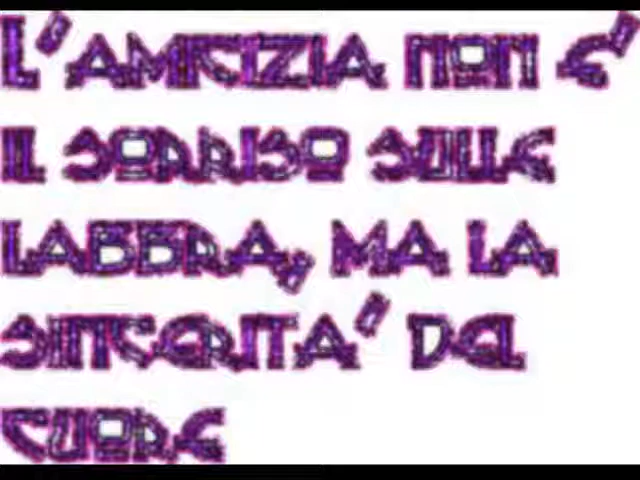 L'AMICIZIA NON E'
IL SORRISO SULLE
LABBRA, MA LA
SINCERITA' DEL
CUORE